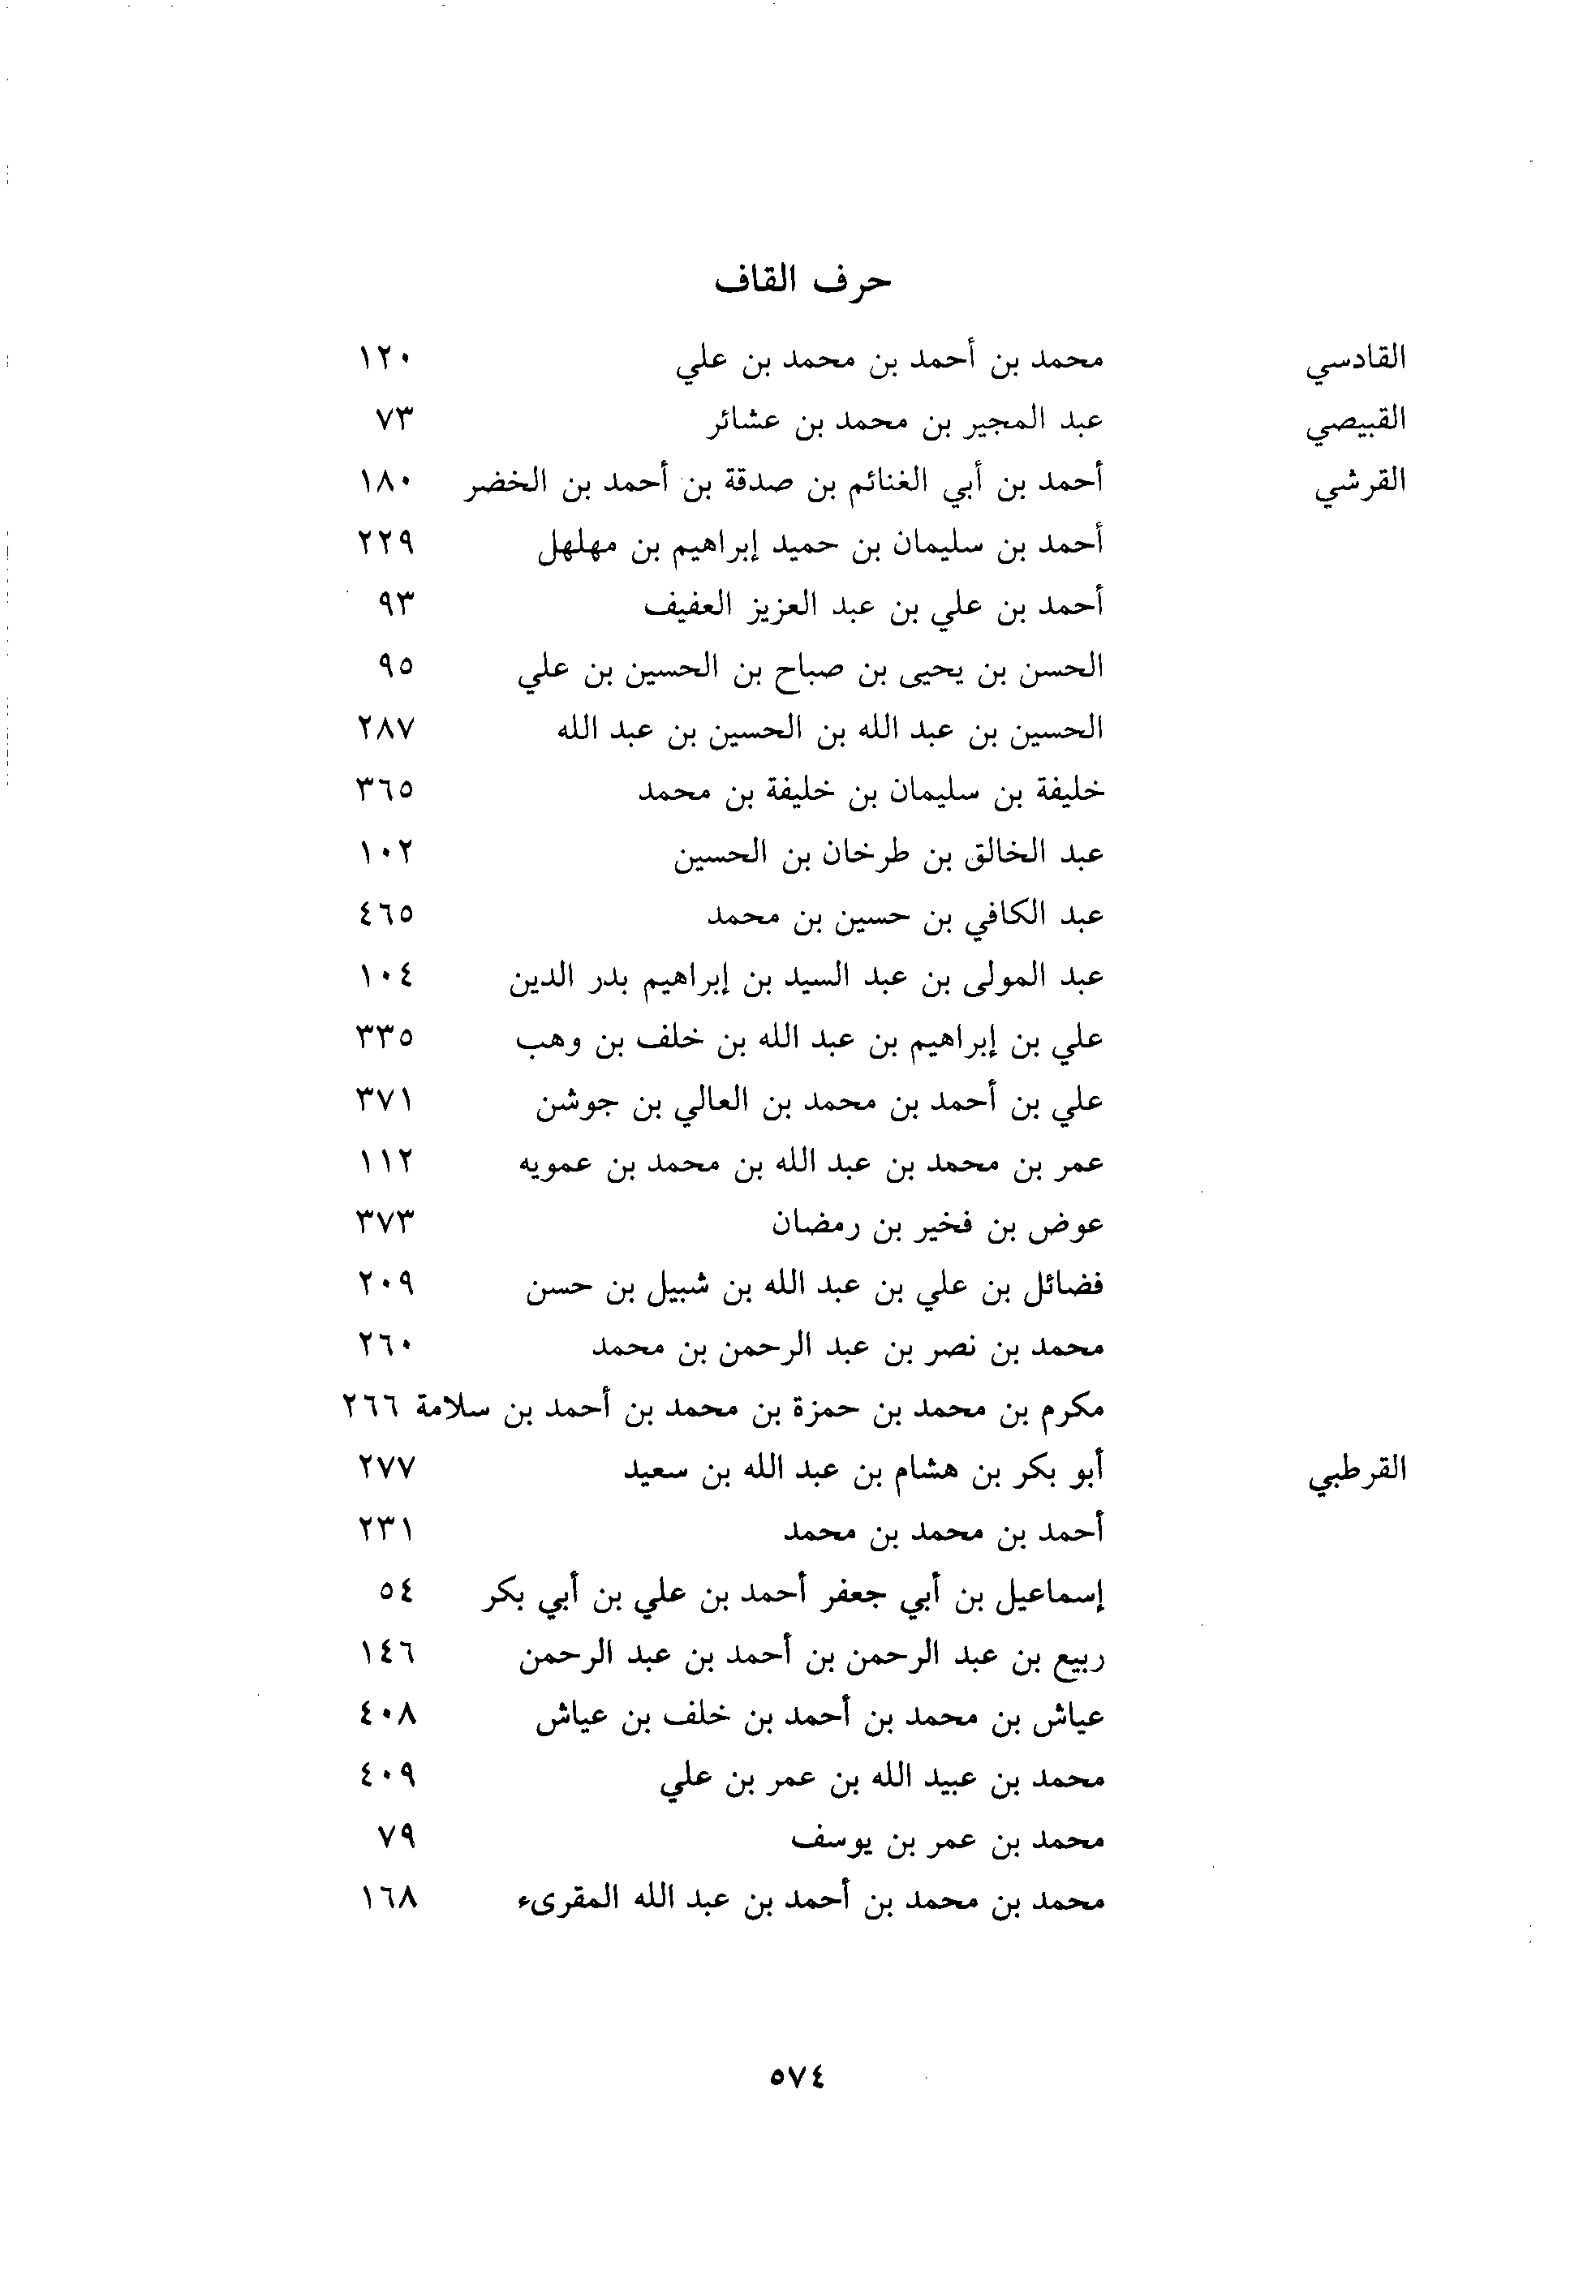 حرف القاف
القادسي محمد بن أحمد بن محمد بن علي ١٢٠
القبيصي عبد المجير بن محمد بن عشائر ٧٣
القرشي أحمد بن أبي الغنائم بن صدقة بن أحمد بن الخضر ١٨٠
أحمد بن سليمان بن حميد إبراهيم بن مهلهل ٢٢٩
أحمد بن علي بن عبد العزيز العفيف ٩٣
الحسن بن يحيى بن صباح بن الحسين بن علي ٩٥
الحسين بن عبد الله بن الحسين بن عبد الله ٢٨٧
خليفة بن سليمان بن خليفة بن محمد ٣٦٥
عبد الخالق بن طرخان بن الحسين ١٠٢
عبد الكافي بن حسين بن محمد ٤٦٥
عبد المولى بن عبد السيد بن إبراهيم بدر الدين ١٠٤
علي بن إبراهيم بن عبد الله بن خلف بن وهب ٣٣٥
علي بن أحمد بن محمد بن العالي بن جوشن ٣٧١
عمر بن محمد بن عبد الله بن محمد بن عمويه ١١٢
عوض بن فخير بن رمضان ٣٧٣
فضائل بن علي بن عبد الله بن شبيل بن حسن ٢٠٩
محمد بن نصر بن عبد الرحمن بن محمد ٢٦٠
مكرم بن محمد بن حمزة بن محمد بن أحمد بن سلامة ٢٦٦
القرطبي أبو بكر بن هشام بن عبد الله بن سعيد ٢٧٧
أحمد بن محمد بن محمد ٢٣١
إسماعيل بن أبي جعفر أحمد بن علي بن أبي بكر ٥٤
ربيع بن عبد الرحمن بن أحمد بن عبد الرحمن ١٤٦
عياش بن محمد بن أحمد بن خلف بن عياش ٤٠٨
محمد بن عبيد الله بن عمر بن علي ٤٠٩
محمد بن عمر بن يوسف ٧٩
محمد بن محمد بن أحمد بن عبد الله المقرىء ١٦٨
٥٧٤